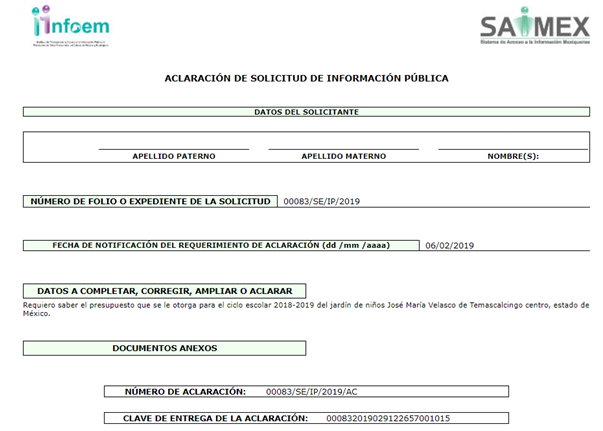 infoem
SAIMEX
Sistema de Acceso a la Información Mexiquense
ACLARACIÓN DE SOLICITUD DE INFORMACIÓN PÚBLICA
DATOS DEL SOLICITANTE
APELLIDO PATERNO APELLIDO MATERNO NOMBRE(S):
NÚMERO DE FOLIO O EXPEDIENTE DE LA SOLICITUD 00083/SE/IP/2019
FECHA DE NOTIFICACIÓN DEL REQUERIMIENTO DE ACLARACIÓN (dd /mm /aaaa) 06/02/2019
DATOS A COMPLETAR, CORREGIR, AMPLIAR O ACLARAR
Requiero saber el presupuesto que se le otorga para el ciclo escolar 2018-2019 del jardín de niños José María Velasco de Temascalcingo centro, estado de
México.
DOCUMENTOS ANEXOS
NÚMERO DE ACLARACIÓN: 00083/SE/IP/2019/AC
CLAVE DE ENTREGA DE LA ACLARACIÓN: 000832019029122657001015